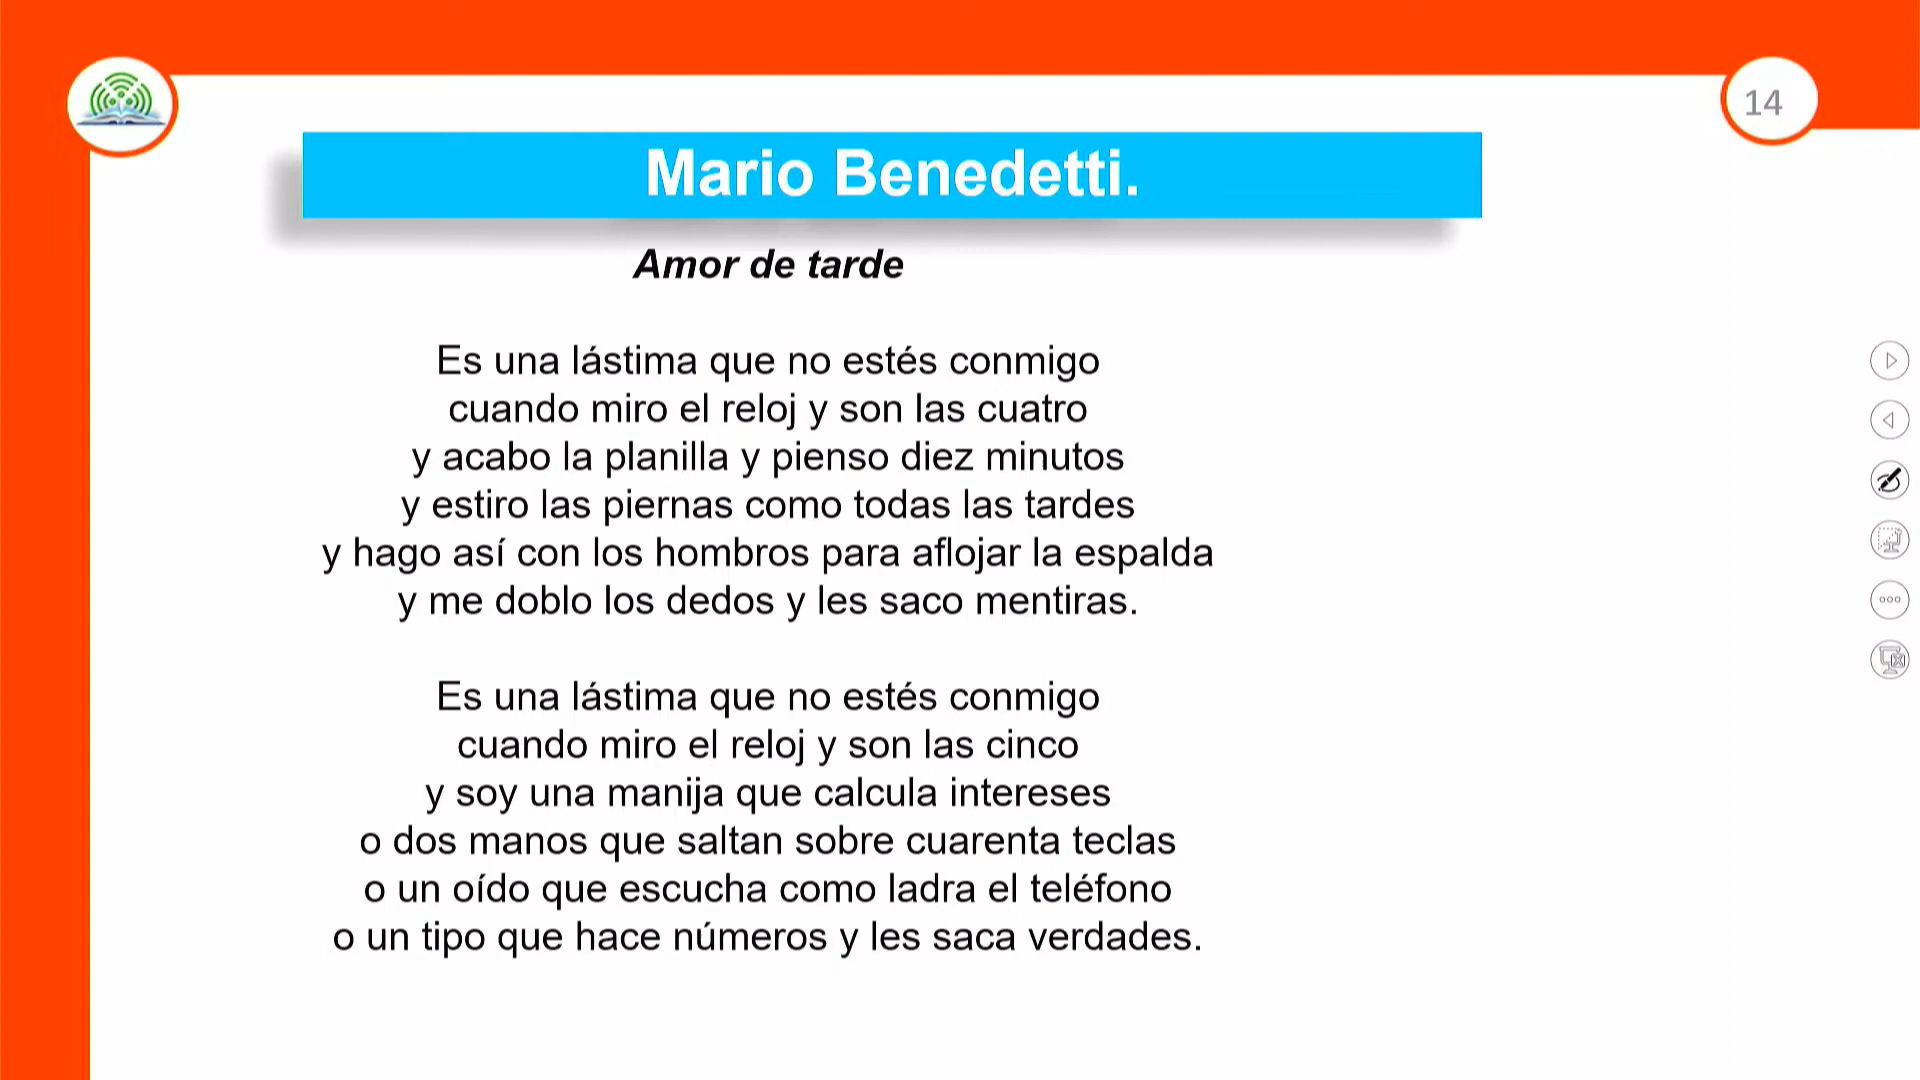 14
Mario Benedetti.
Amor de tarde
Es una lástima que no estés conmigo
cuando miro el reloj y son las cuatro
y acabo la planilla y pienso diez minutos
y estiro las piernas como todas las tardes
y hago así con los hombros para aflojar la espalda
y me doblo los dedos y les saco mentiras.
Es una lástima que no estés conmigo
cuando miro el reloj y son las cinco
y soy una manija que calcula intereses
o dos manos que saltan sobre cuarenta teclas
o un oído que escucha como ladra el teléfono
o un tipo que hace números y les saca verdades.